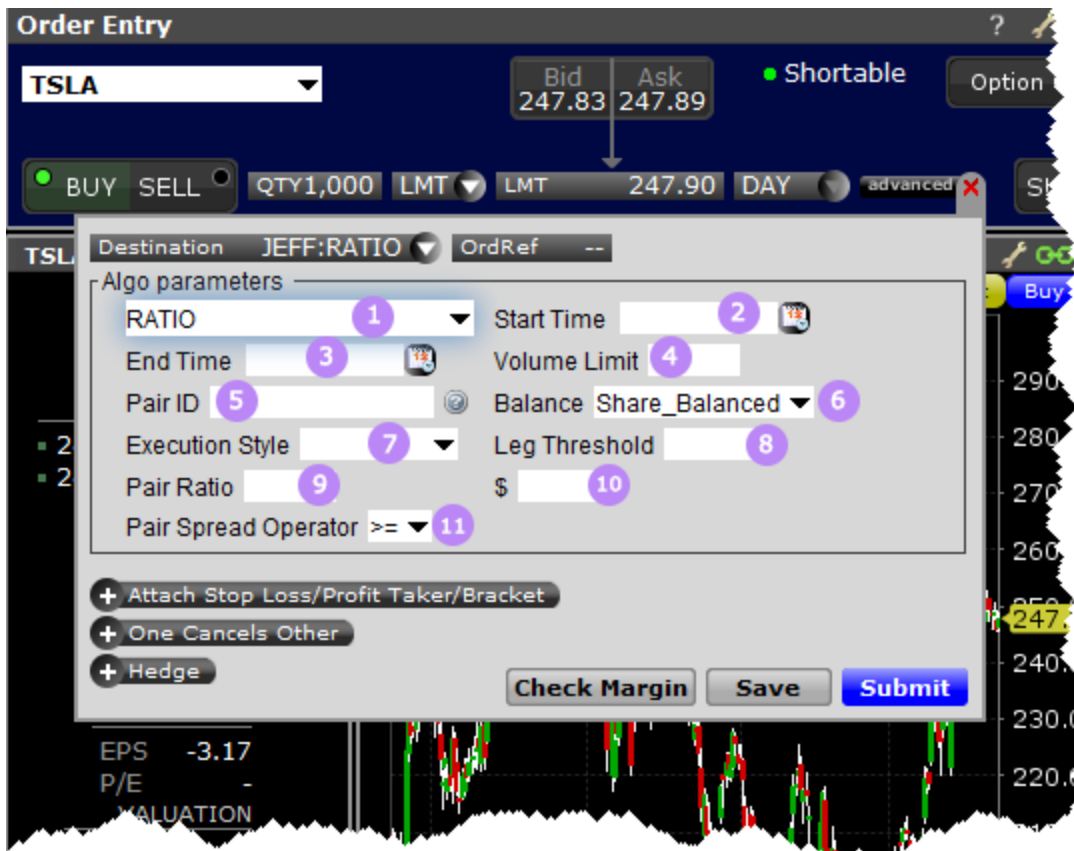 Order Entry ?
TSLA
Bid Ask
247.83 247.89
Shortable
Option
BUY SELL QTY1,000 LMT LMT 247.90 DAY advanced
TSL
Destination JEFF:RATIO OrdRef --
Algo parameters
RATIO 1 Start Time 2
End Time 3 Volume Limit 4
Pair ID 5 Balance Share_Balanced 6
Execution Style 7 Leg Threshold 8
Pair Ratio 9 $ 10
Pair Spread Operator >= 11
Attach Stop Loss/Profit Taker/Bracket
One Cancels Other
Hedge
Check Margin Save Submit
Buy
290.
280.
270
260.
247.
240.
230.0
220.
EPS -3.17
P/E -
VALUATION